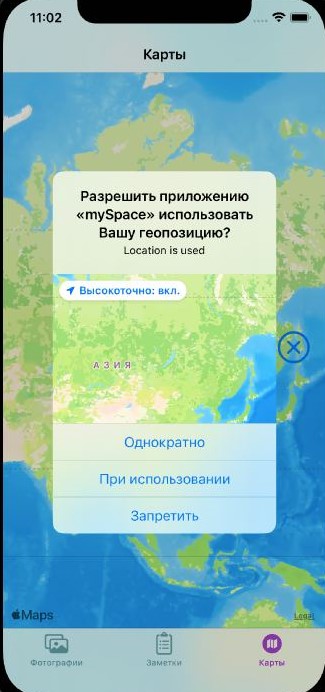 11:02
Карты
Разрешить приложению
«mySpace» использовать
Вашу геопозицию?
Location is used
Высокоточно: вкл.
АЗИЯ
Однократно
При использовании
Запретить
Maps
Legal
Фотографии
Заметки
Карты